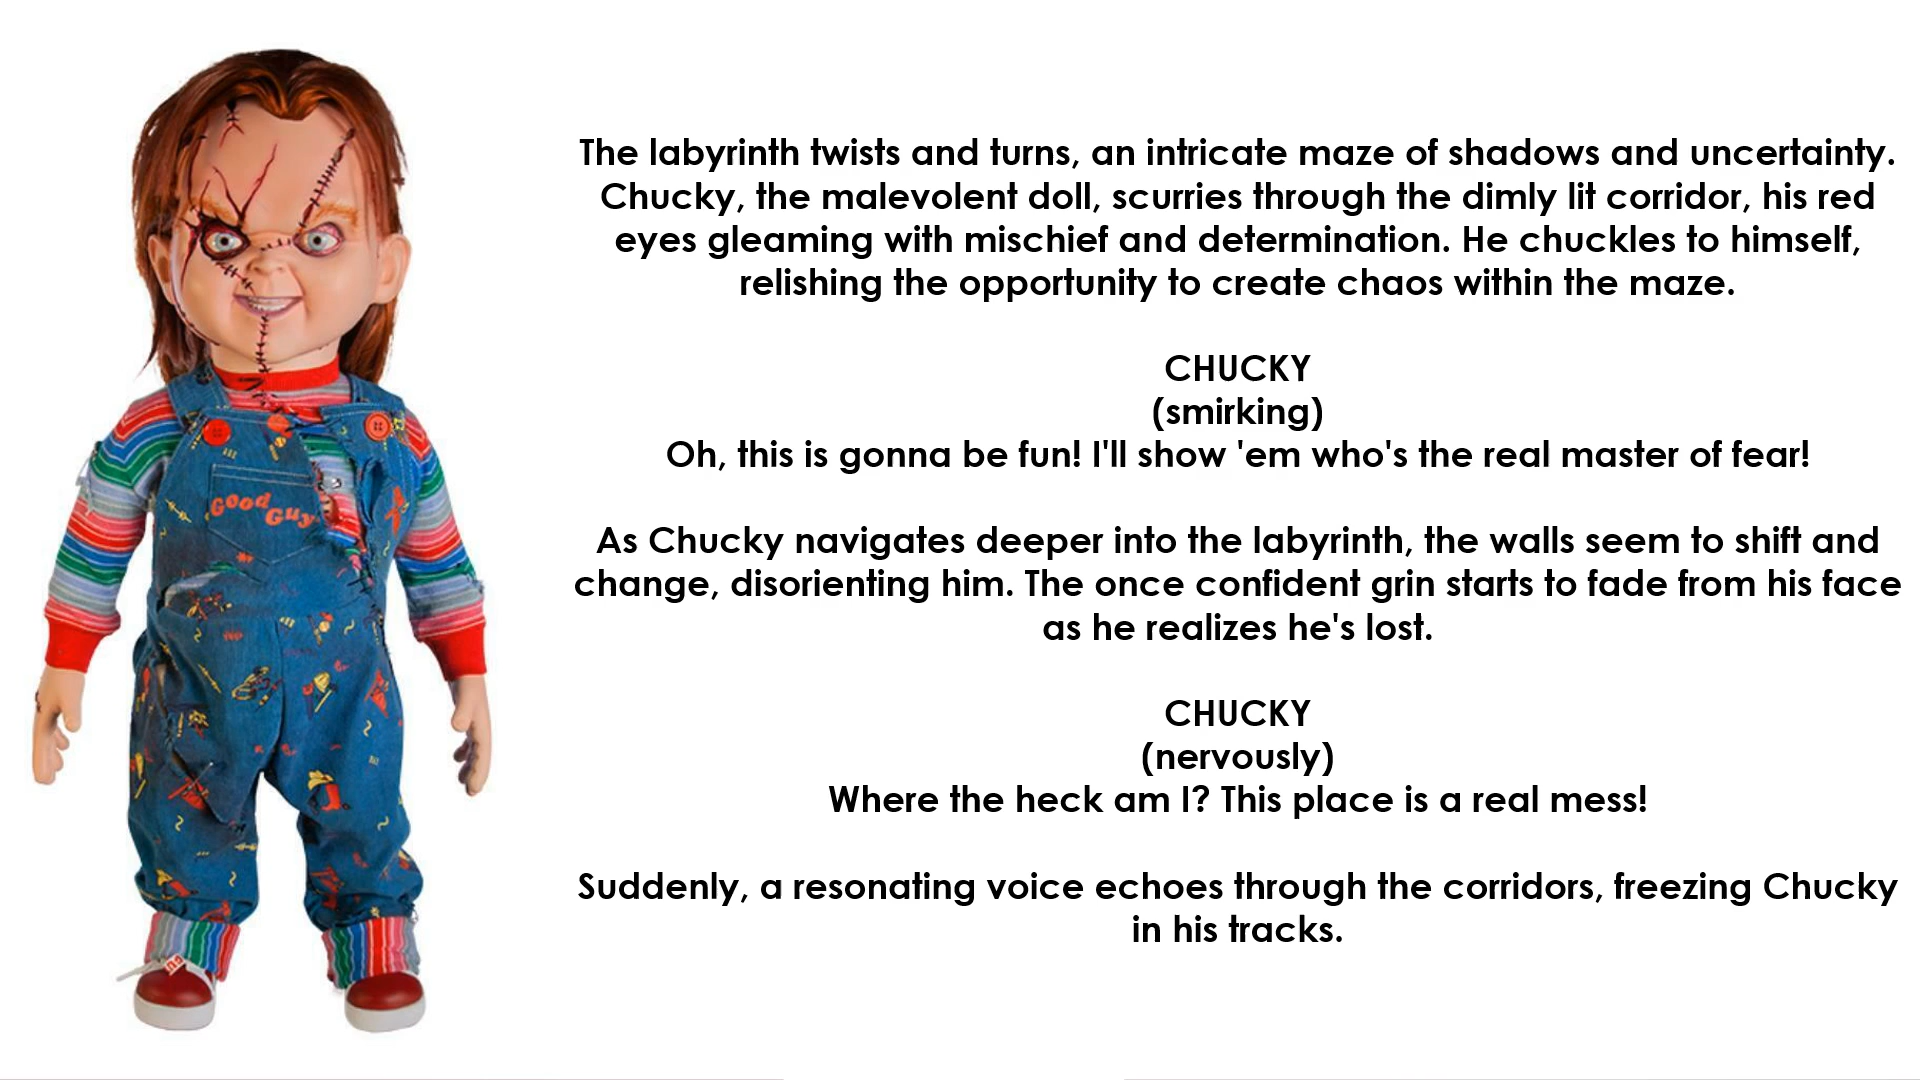 Good Guy
The labyrinth twists and turns, an intricate maze of shadows and uncertainty.
Chucky, the malevolent doll, scurries through the dimly lit corridor, his red
eyes gleaming with mischief and determination. He chuckles to himself,
relishing the opportunity to create chaos within the maze.
CHUCKY
(smirking)
Oh, this is gonna be fun! I'll show 'em who's the real master of fear!
As Chucky navigates deeper into the labyrinth, the walls seem to shift and
change, disorienting him. The once confident grin starts to fade from his face
as he realizes he's lost.
CHUCKY
(nervously)
Where the heck am I? This place is a real mess!
Suddenly, a resonating voice echoes through the corridors, freezing Chucky
in his tracks.